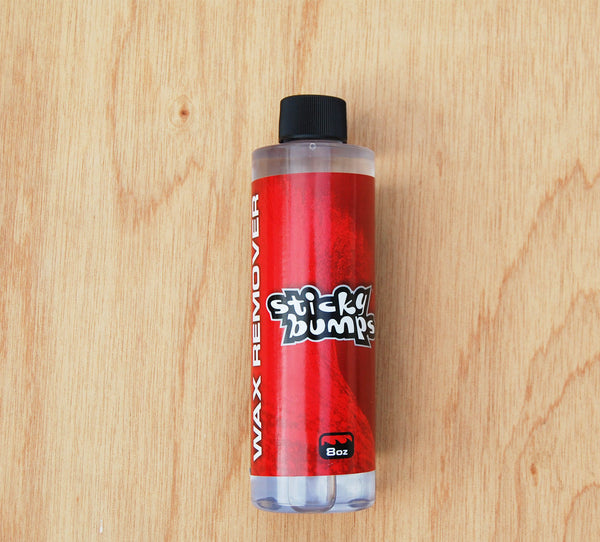 WAX REMOVER
sticky
bumps
8oz